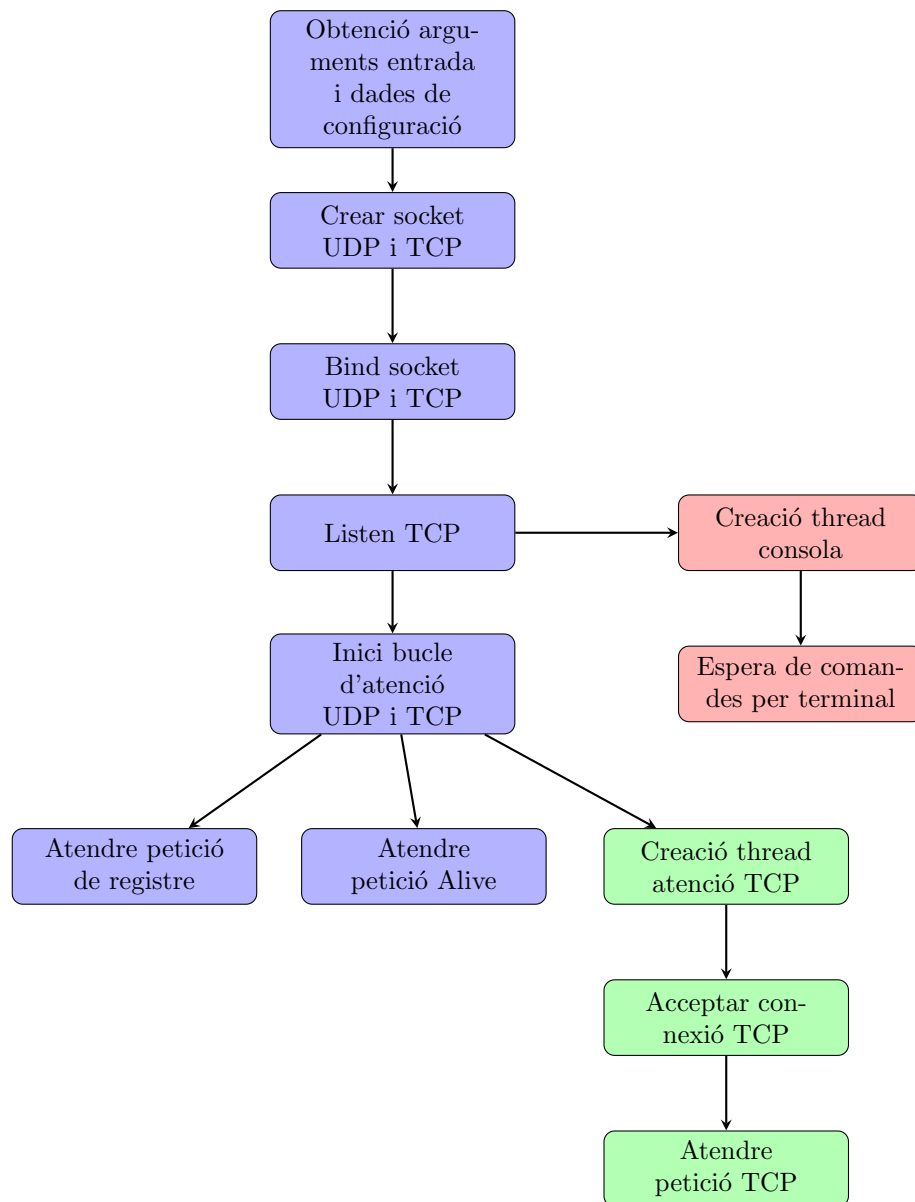 Obtenció argu-
ments entrada
i dades de
configuració
Crear socket
UDP i TCP
Bind socket
UDP i TCP
Listen TCP
Creació thread
consola
Inici bucle
d'atenció
UDP i TCP
Espera de coman-
des per terminal
Atendre petició
de registre
Atendre
petició Alive
Creació thread
atenció TCP
Acceptar con-
nexió TCP
Atendre
petició TCP